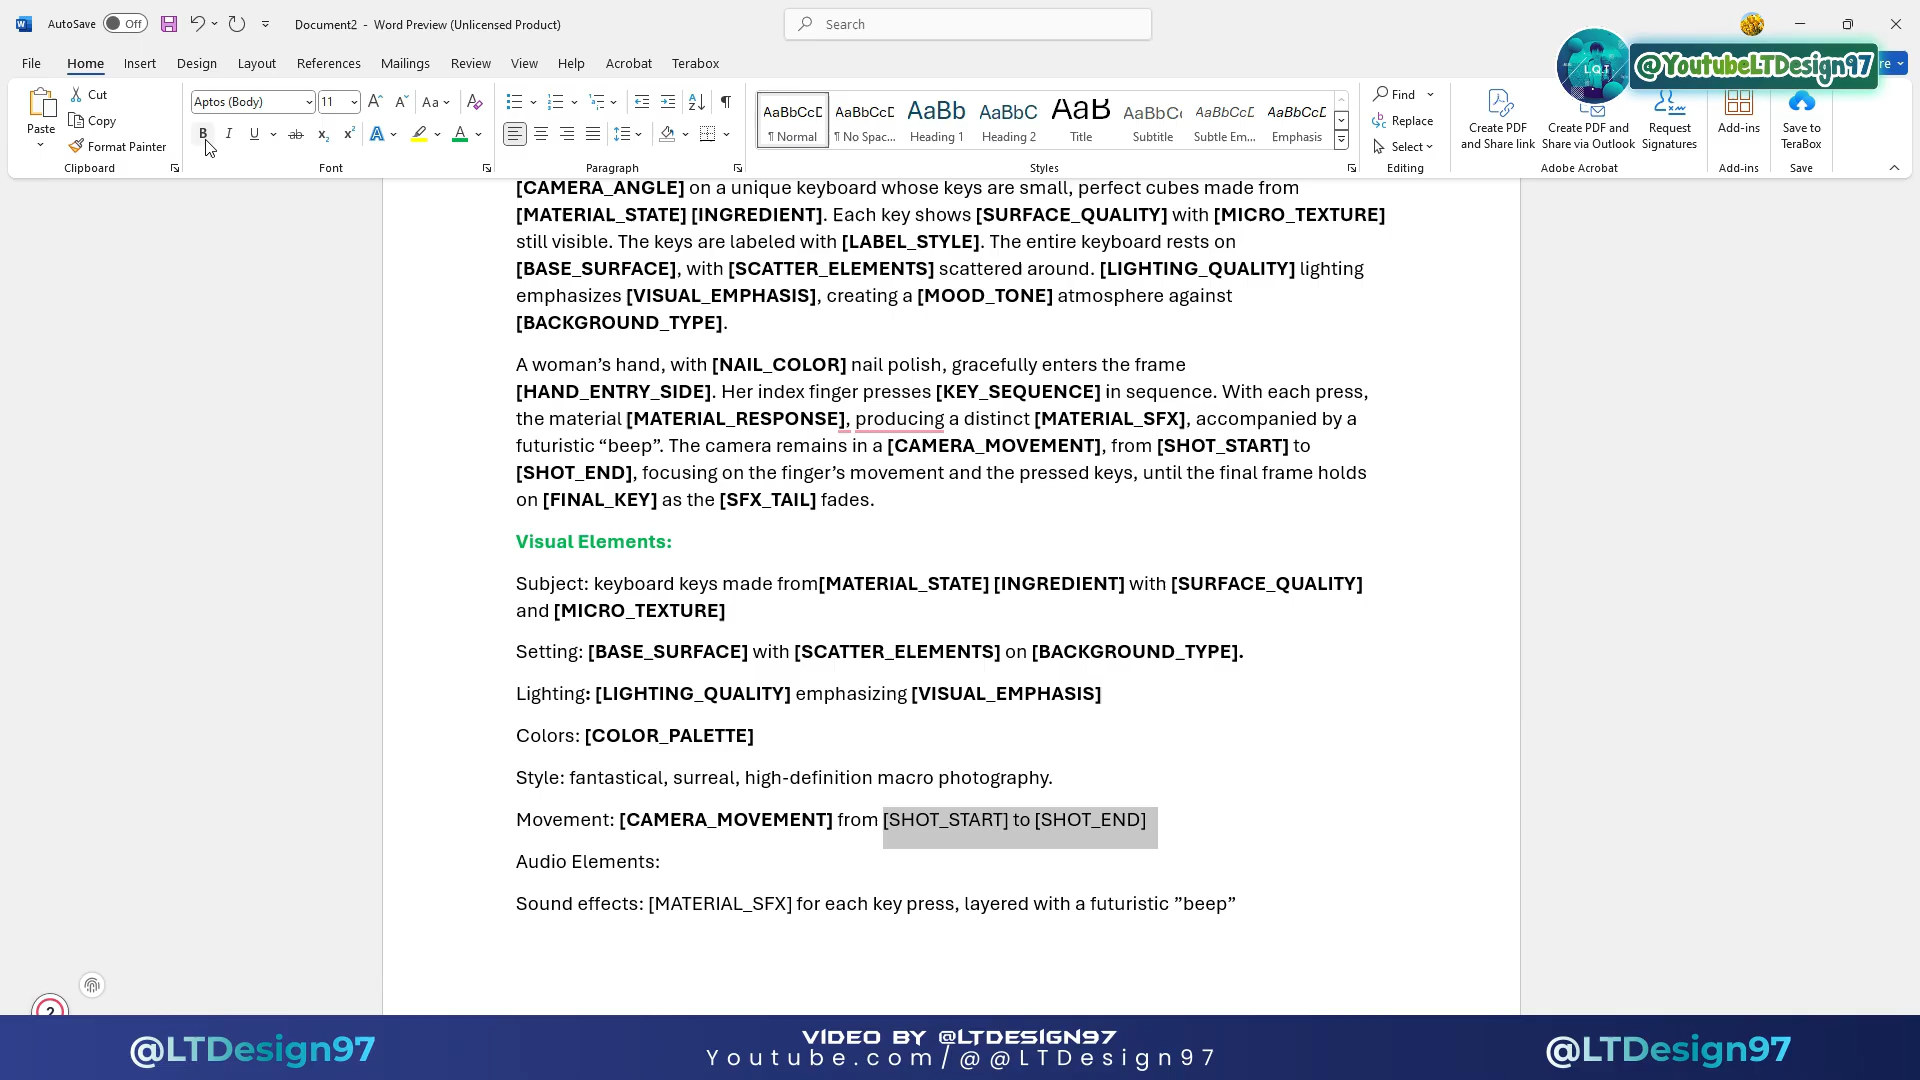 AutoSave Off Document2 - Word Preview (Unlicensed Product) Search
File Home Insert Design Layout References Mailings Review View Help Acrobat Terabox
@YoutubeLTDesign97
LQT
re
Paste
Cut
Copy
Format Painter
Clipboard
Aptos (Body) 11
Font
Paragraph
AaBbCcD AaBbCcD AaBb AaBbC AaB AaBbCc AaBbCcD AaBbCcD
¶ Normal ¶ No Spac... Heading 1 Heading 2 Title Subtitle Subtle Em... Emphasis
Styles
Find
Replace
Select
Editing
Create PDF and Share link
Create PDF and Share via Outlook
Request Signatures
Adobe Acrobat
Add-ins
Add-ins
Save to TeraBox
Save
[CAMERA_ANGLE] on a unique keyboard whose keys are small, perfect cubes made from
[MATERIAL_STATE] [INGREDIENT]. Each key shows [SURFACE_QUALITY] with [MICRO_TEXTURE]
still visible. The keys are labeled with [LABEL_STYLE]. The entire keyboard rests on
[BASE_SURFACE], with [SCATTER_ELEMENTS] scattered around. [LIGHTING_QUALITY] lighting
emphasizes [VISUAL_EMPHASIS], creating a [MOOD_TONE] atmosphere against
[BACKGROUND_TYPE].
A woman’s hand, with [NAIL_COLOR] nail polish, gracefully enters the frame
[HAND_ENTRY_SIDE]. Her index finger presses [KEY_SEQUENCE] in sequence. With each press,
the material [MATERIAL_RESPONSE], producing a distinct [MATERIAL_SFX], accompanied by a
futuristic “beep”. The camera remains in a [CAMERA_MOVEMENT], from [SHOT_START] to
[SHOT_END], focusing on the finger’s movement and the pressed keys, until the final frame holds
on [FINAL_KEY] as the [SFX_TAIL] fades.
Visual Elements:
Subject: keyboard keys made from[MATERIAL_STATE] [INGREDIENT] with [SURFACE_QUALITY]
and [MICRO_TEXTURE]
Setting: [BASE_SURFACE] with [SCATTER_ELEMENTS] on [BACKGROUND_TYPE].
Lighting: [LIGHTING_QUALITY] emphasizing [VISUAL_EMPHASIS]
Colors: [COLOR_PALETTE]
Style: fantastical, surreal, high-definition macro photography.
Movement: [CAMERA_MOVEMENT] from [SHOT_START] to [SHOT_END]
Audio Elements:
Sound effects: [MATERIAL_SFX] for each key press, layered with a futuristic ”beep”
2
@LTDesign97
VIDEO BY @LTDESIGN97
Youtube.com/@@LTDesign97
@LTDesign97